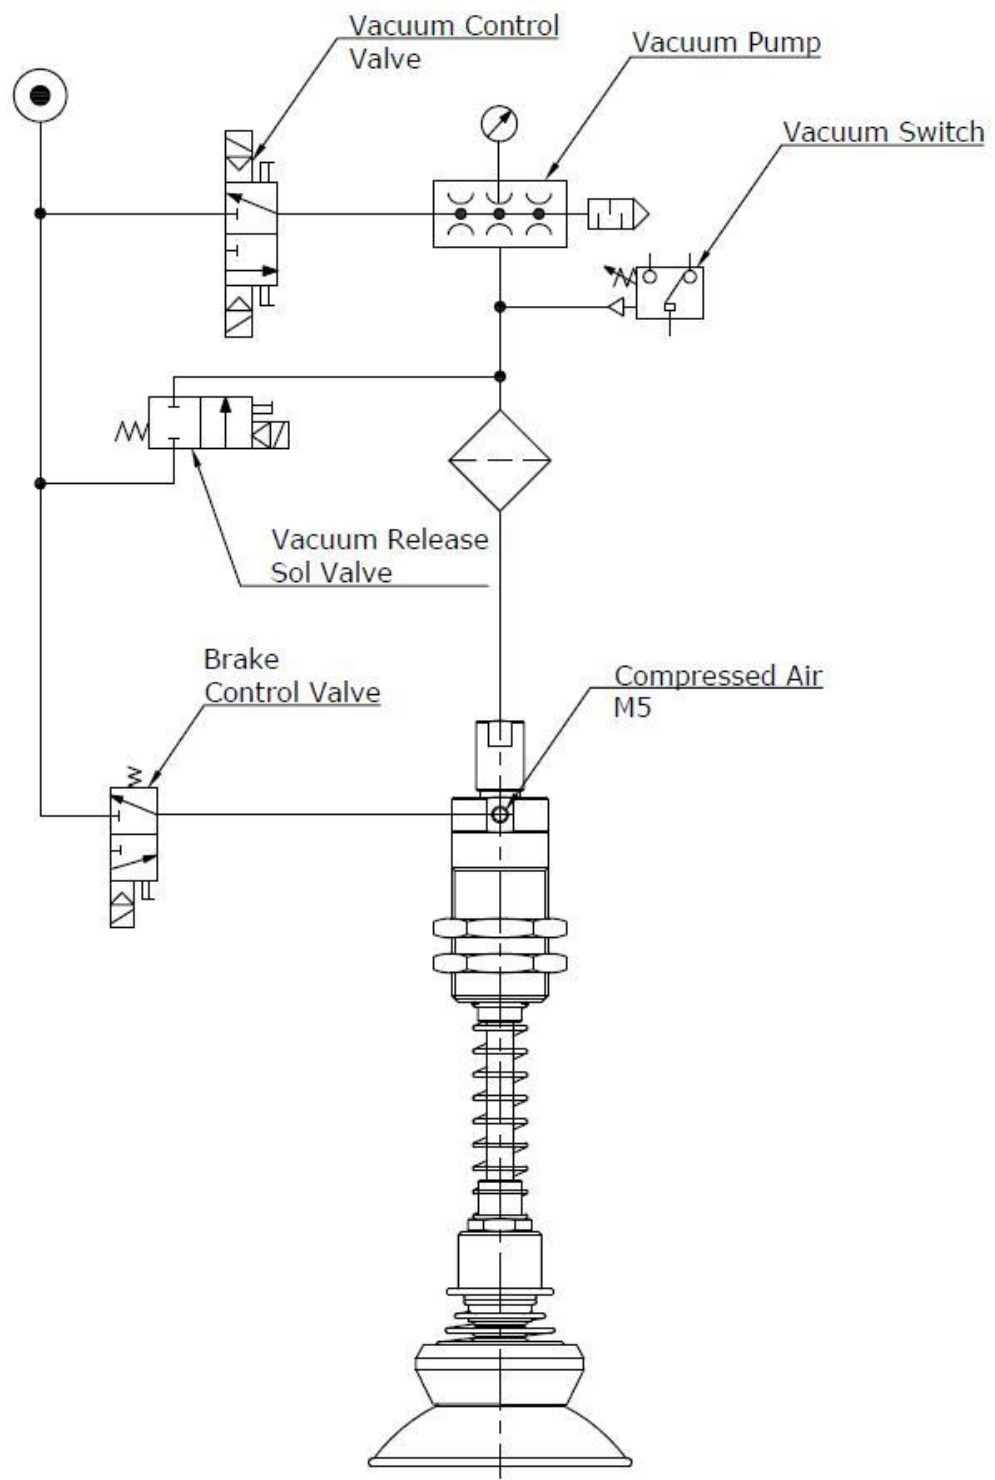 Vacuum Control
Valve
Vacuum Pump
Vacuum Switch
Vacuum Release
Sol Valve
Brake
Control Valve
Compressed Air
M5